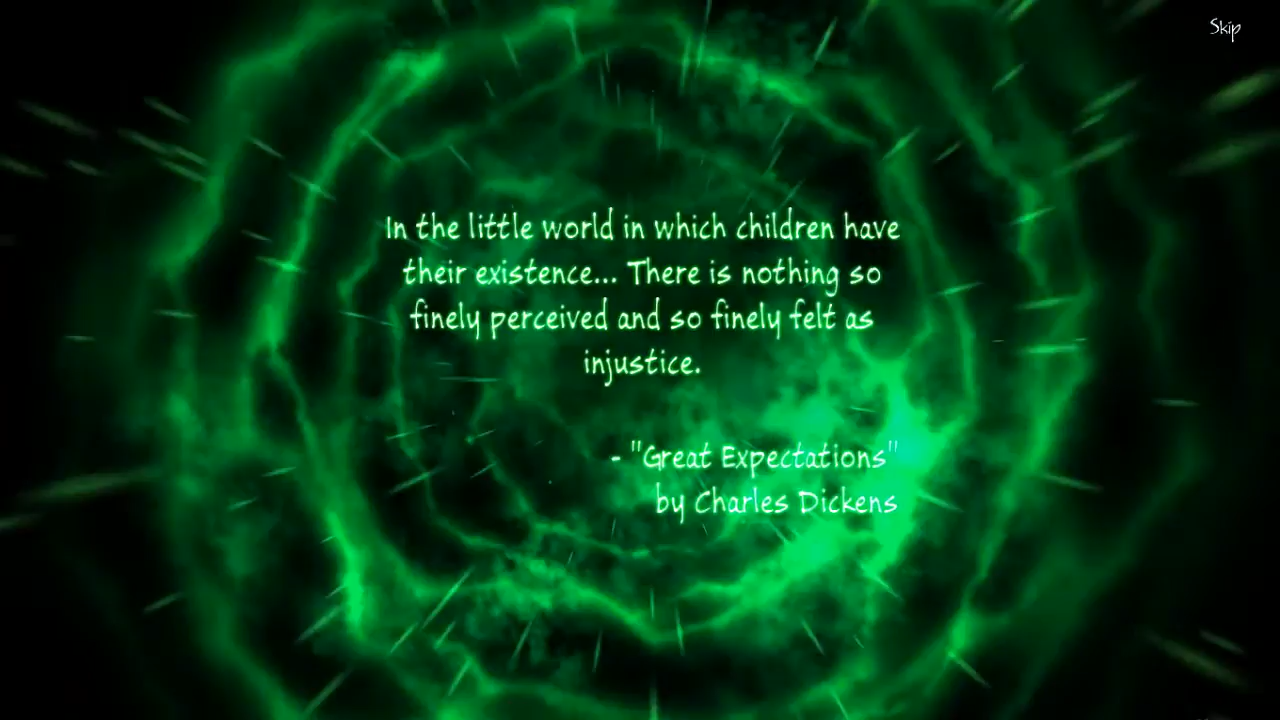 Skip
In the little world in which children have
their existence... There is nothing so
finely perceived and so finely felt as
injustice.
- "Great Expectations"
by Charles Dickens